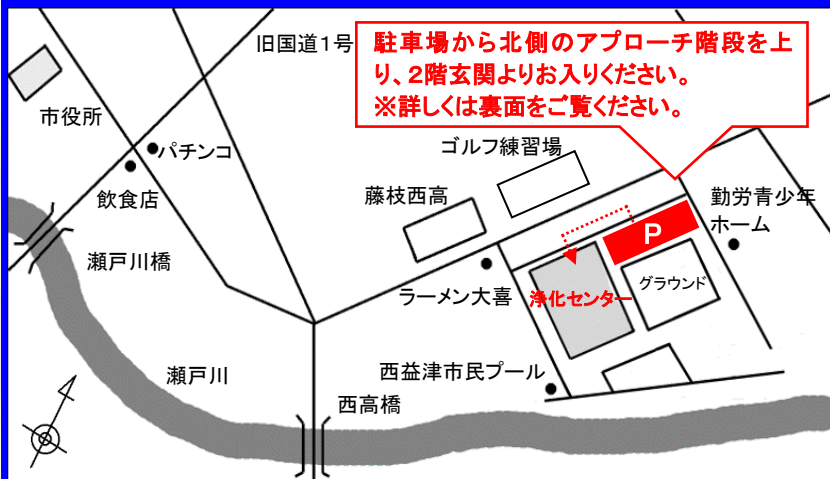 旧国道1号
駐車場から北側のアプローチ階段を上
り、2階玄関よりお入りください。
※詳しくは裏面をご覧ください。
市役所
パチンコ
ゴルフ練習場
飲食店
藤枝西高
勤労青少年
ホーム
P
瀬戸川橋
グラウンド
ラーメン大喜
浄化センター
瀬戸川
西益津市民プール
西高橋